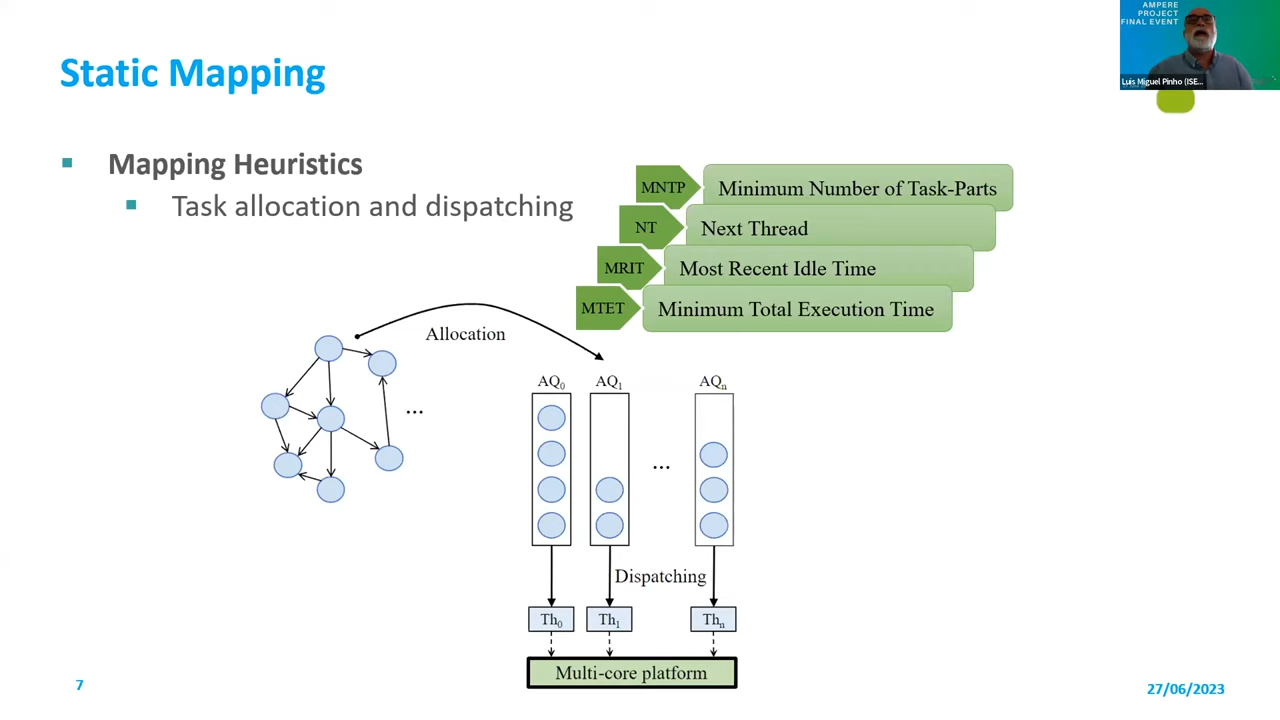 AMPERE
PROJECT
FINAL EVENT
Luis Miguel Pinho (ISE...
Static Mapping
▪ Mapping Heuristics
▪ Task allocation and dispatching
MNTP Minimum Number of Task-Parts
NT Next Thread
MRIT Most Recent Idle Time
MTET Minimum Total Execution Time
Allocation
...
AQ₀ AQ₁ AQₙ
...
Dispatching
Th₀ Th₁ Thₙ
Multi-core platform
7
27/06/2023